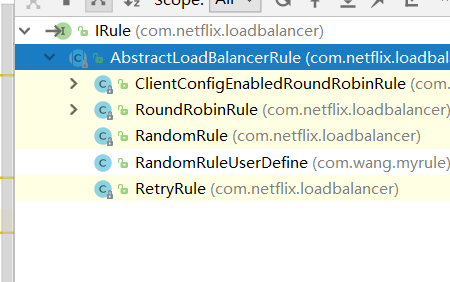 Scope: All
IRule (com.netflix.loadbalancer)
AbstractLoadBalancerRule (com.netflix.loadbal
ClientConfigEnabledRoundRobinRule (com.
RoundRobinRule (com.netflix.loadbalancer)
RandomRule (com.netflix.loadbalancer)
RandomRuleUserDefine (com.wang.myrule)
RetryRule (com.netflix.loadbalancer)